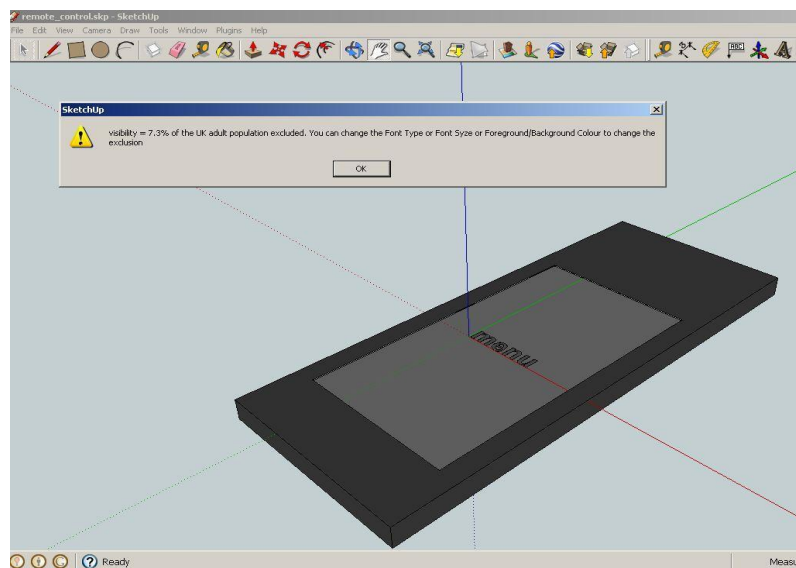 remote_control.skp - SketchUp
File Edit View Camera Draw Tools Window Plugins Help
ABC
SketchUp
visibility = 7.3% of the UK adult population excluded. You can change the Font Type or Font Syze or Foreground/Background Colour to change the
exclusion
OK
menu
Ready
Measu